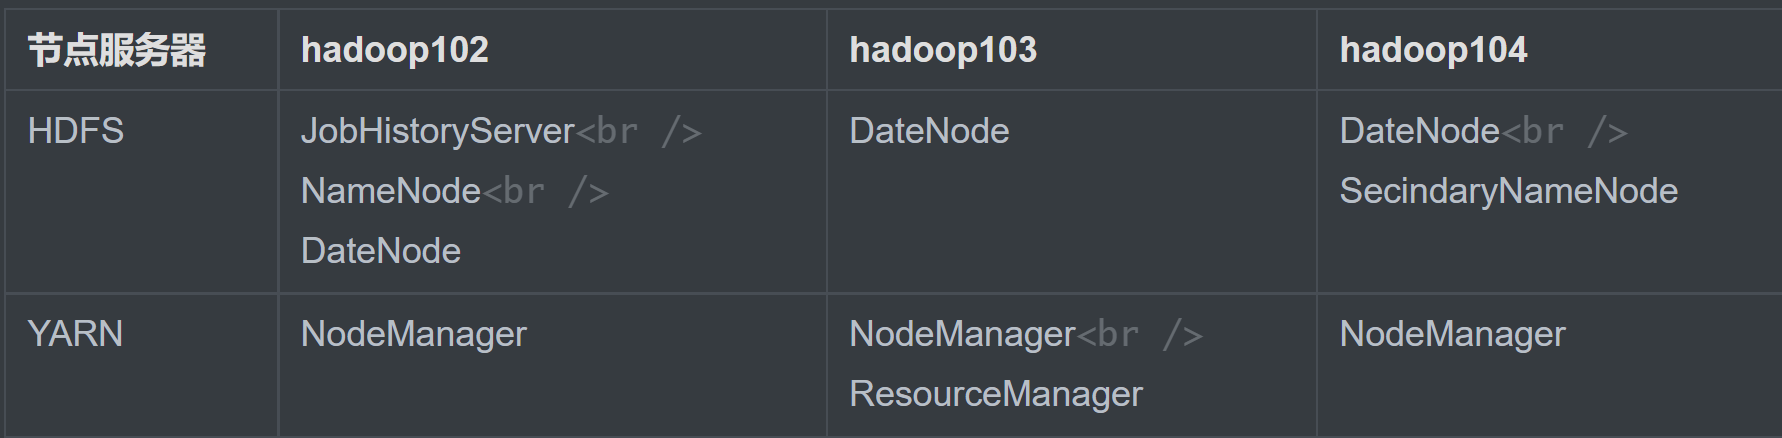 节点服务器 hadoop102 hadoop103 hadoop104
HDFS JobHistoryServer<br /> DateNode DateNode<br />
NameNode<br /> SecindaryNameNode
DateNode
YARN NodeManager NodeManager<br /> NodeManager
ResourceManager